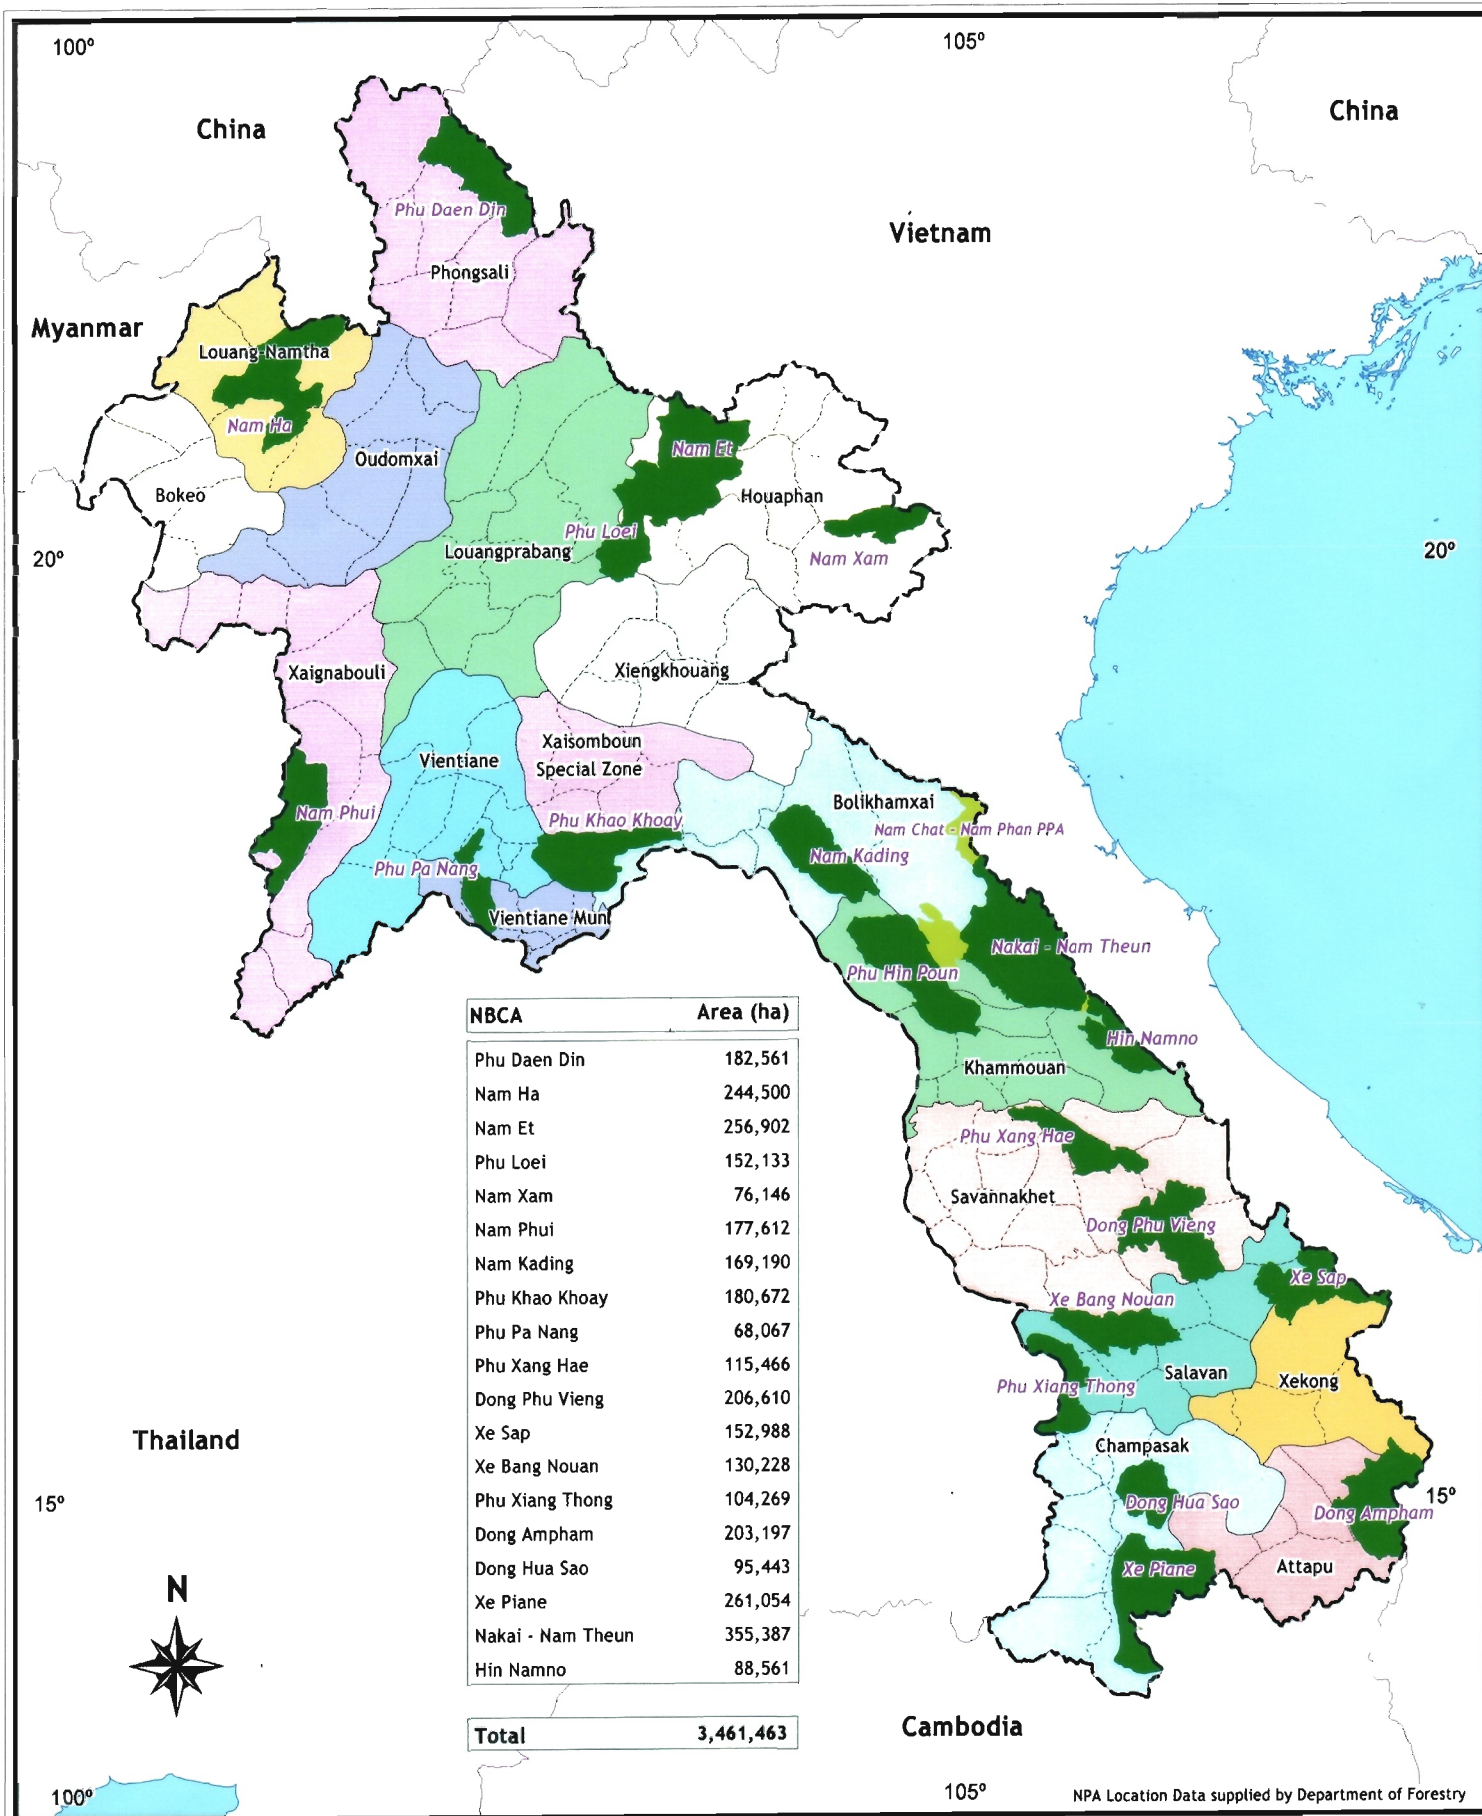 100º
105º
China
China
Phu Daen Din
Vietnam
Phongsali
Myanmar
Louang-Namtha
Nam Ha
Nam Et
Oudomxai
Bokeo
Houaphan
Phu Loei
Louangprabang
Nam Xam
20º
20º
Xaignabouli
Xiengkhouang
Xaisomboun
Special Zone
Vientiane
Bolikhamxai
Nam Phui
Phu Khao Khoay
Nam Chat - Nam Phan PPA
Nam Kading
Phu Pa Nang
Vientiane Mun
Nakai - Nam Theun
Phu Hin Poun
Hin Namno
Khammouan
Phu Xang Hae
Savannakhet
Dong Phu Vieng
Xe Sap
Xe Bang Nouan
Salavan
Xekong
Phu Xiang Thong
Champasak
Dong Hua Sao
Dong Ampham
Xe Piane
Attapu
Thailand
15º
15º
N
Cambodia
NBCA Area (ha)
Phu Daen Din 182,561
Nam Ha 244,500
Nam Et 256,902
Phu Loei 152,133
Nam Xam 76,146
Nam Phui 177,612
Nam Kading 169,190
Phu Khao Khoay 180,672
Phu Pa Nang 68,067
Phu Xang Hae 115,466
Dong Phu Vieng 206,610
Xe Sap 152,988
Xe Bang Nouan 130,228
Phu Xiang Thong 104,269
Dong Ampham 203,197
Dong Hua Sao 95,443
Xe Piane 261,054
Nakai - Nam Theun 355,387
Hin Namno 88,561
Total 3,461,463
100º
105º
NPA Location Data supplied by Department of Forestry